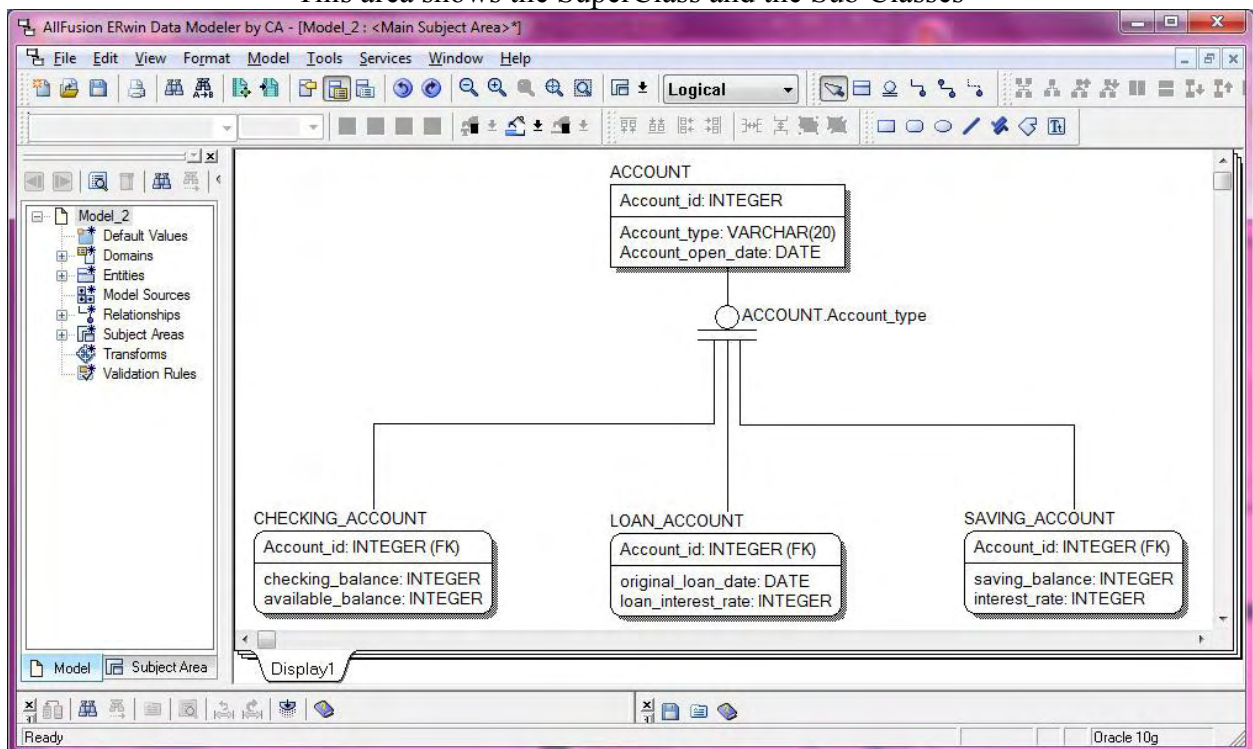 This area shows the SuperClass and the Sub Classes
AllFusion ERwin Data Modeler by CA - [Model_2 : <Main Subject Area>*]
File Edit View Format Model Tools Services Window Help
Logical
Model_2
Default Values
Domains
Entities
Model Sources
Relationships
Subject Areas
Transforms
Validation Rules
ACCOUNT
Account_id: INTEGER
Account_type: VARCHAR(20)
Account_open_date: DATE
ACCOUNT.Account_type
CHECKING_ACCOUNT
Account_id: INTEGER (FK)
checking_balance: INTEGER
available_balance: INTEGER
LOAN_ACCOUNT
Account_id: INTEGER (FK)
original_loan_date: DATE
loan_interest_rate: INTEGER
SAVING_ACCOUNT
Account_id: INTEGER (FK)
saving_balance: INTEGER
interest_rate: INTEGER
Model Subject Area
Display1
Ready
Oracle 10g